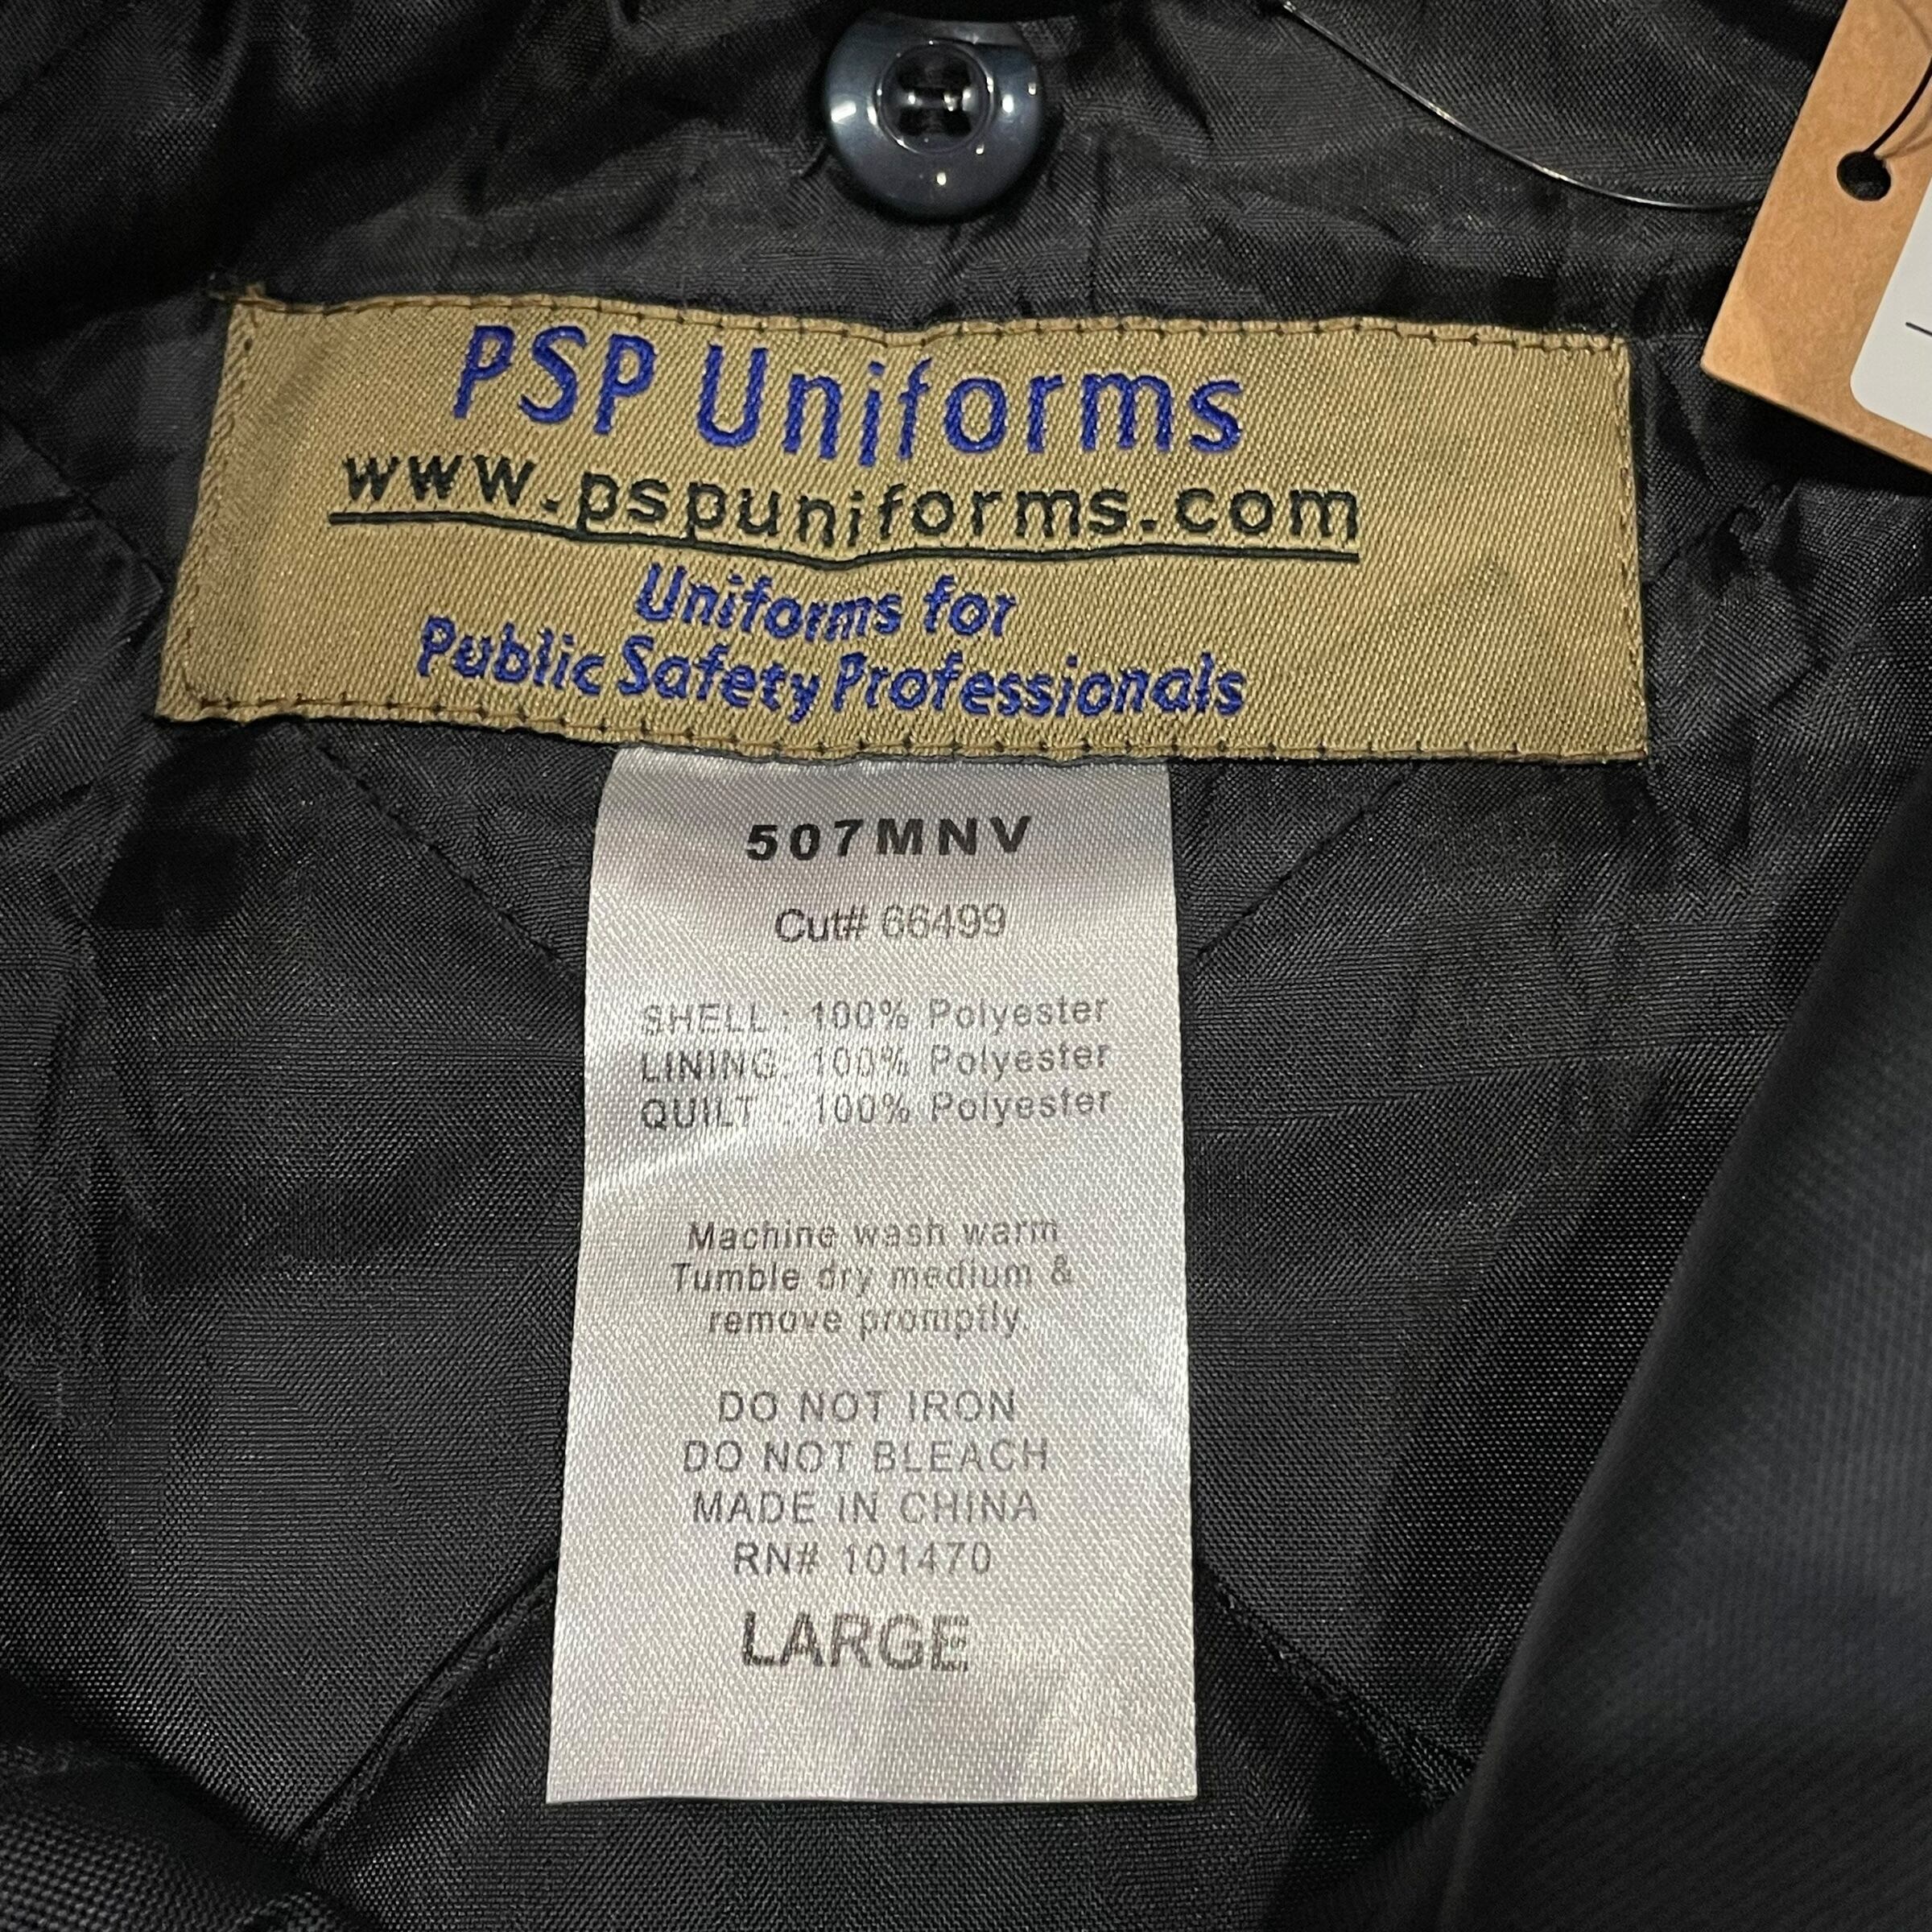 PSP Uniforms
www.pspuniforms.com
Uniforms for
Public Safety Professionals
507MNV
Cut# 66499
SHELL : 100% Polyester
LINING: 100% Polyester
QUILT : 100% Polyester
Machine wash warm
Tumble dry medium &
remove promptly.
DO NOT IRON
DO NOT BLEACH
MADE IN CHINA
RN# 101470
LARGE